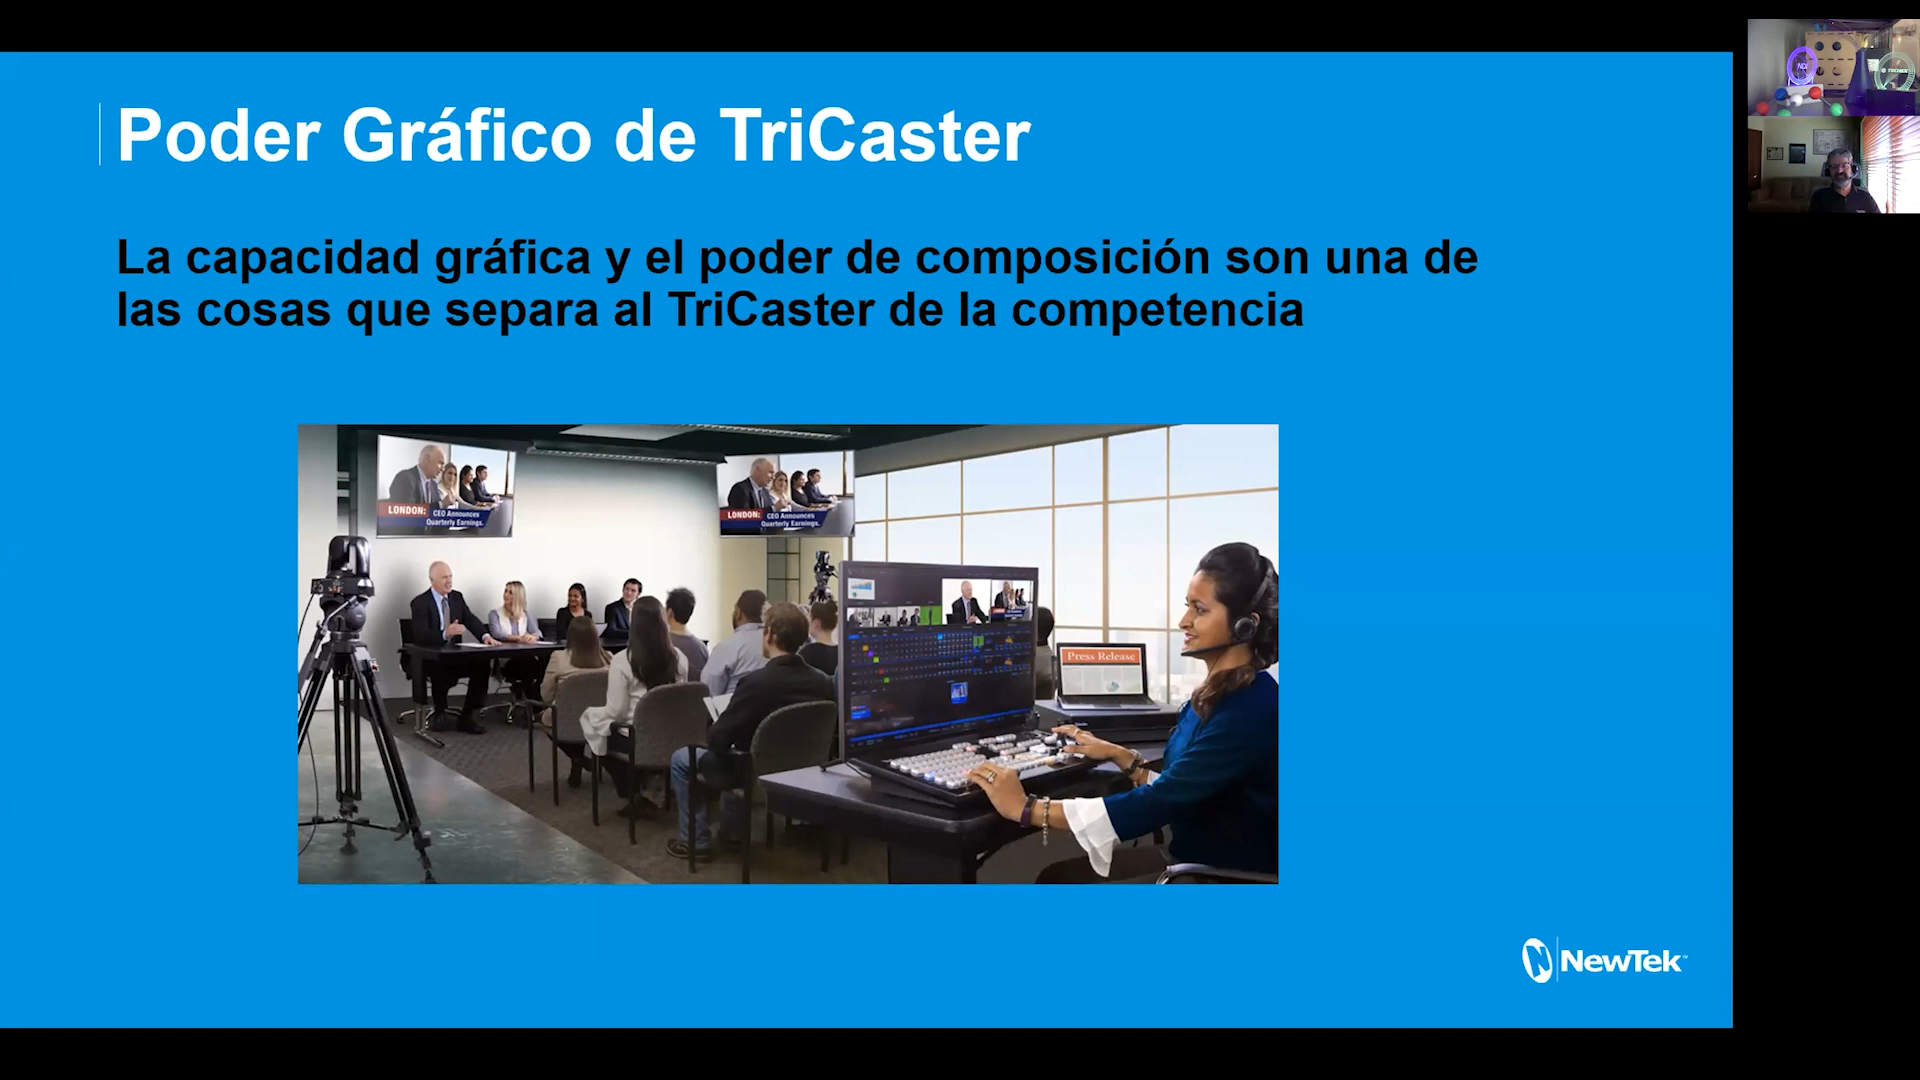 Poder Gráfico de TriCaster
La capacidad gráfica y el poder de composición son una de
las cosas que separa al TriCaster de la competencia
LONDON: CEO Announces
Quarterly Earnings.
LONDON: CEO Announces
Quarterly Earnings.
Press Release
NewTek
NDI